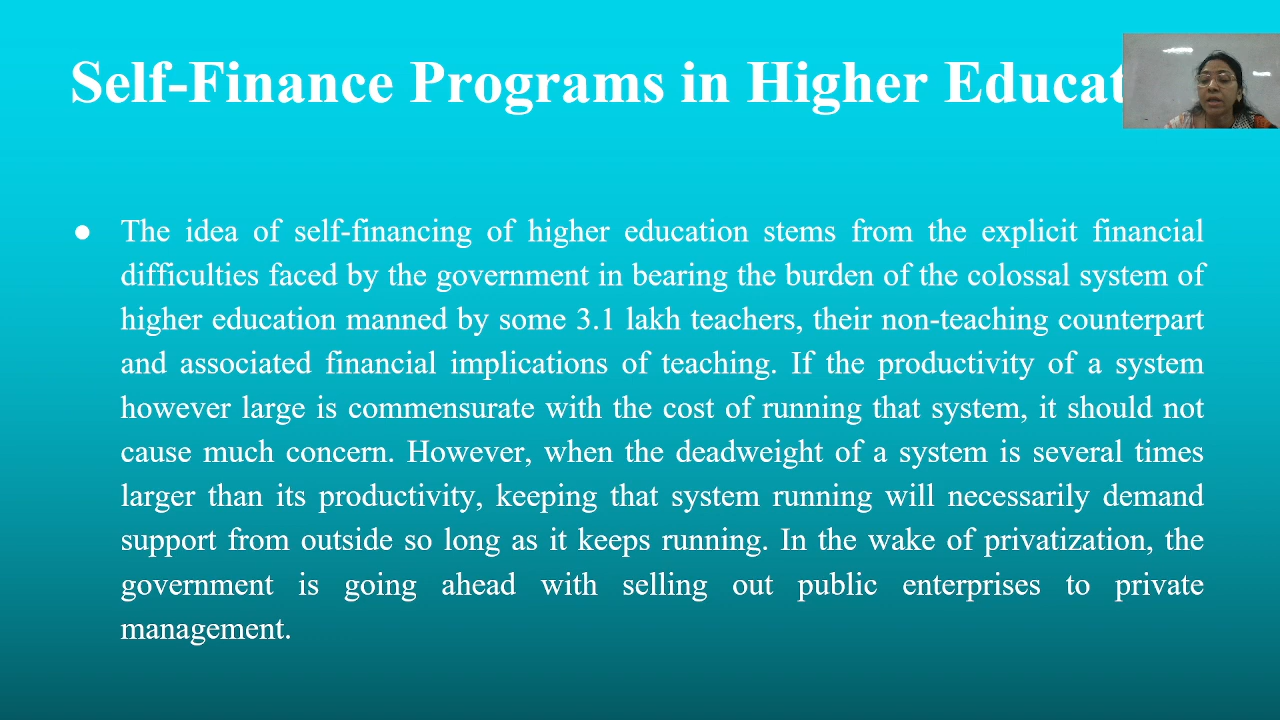 Self-Finance Programs in Higher Educat
● The idea of self-financing of higher education stems from the explicit financial
difficulties faced by the government in bearing the burden of the colossal system of
higher education manned by some 3.1 lakh teachers, their non-teaching counterpart
and associated financial implications of teaching. If the productivity of a system
however large is commensurate with the cost of running that system, it should not
cause much concern. However, when the deadweight of a system is several times
larger than its productivity, keeping that system running will necessarily demand
support from outside so long as it keeps running. In the wake of privatization, the
government is going ahead with selling out public enterprises to private
management.